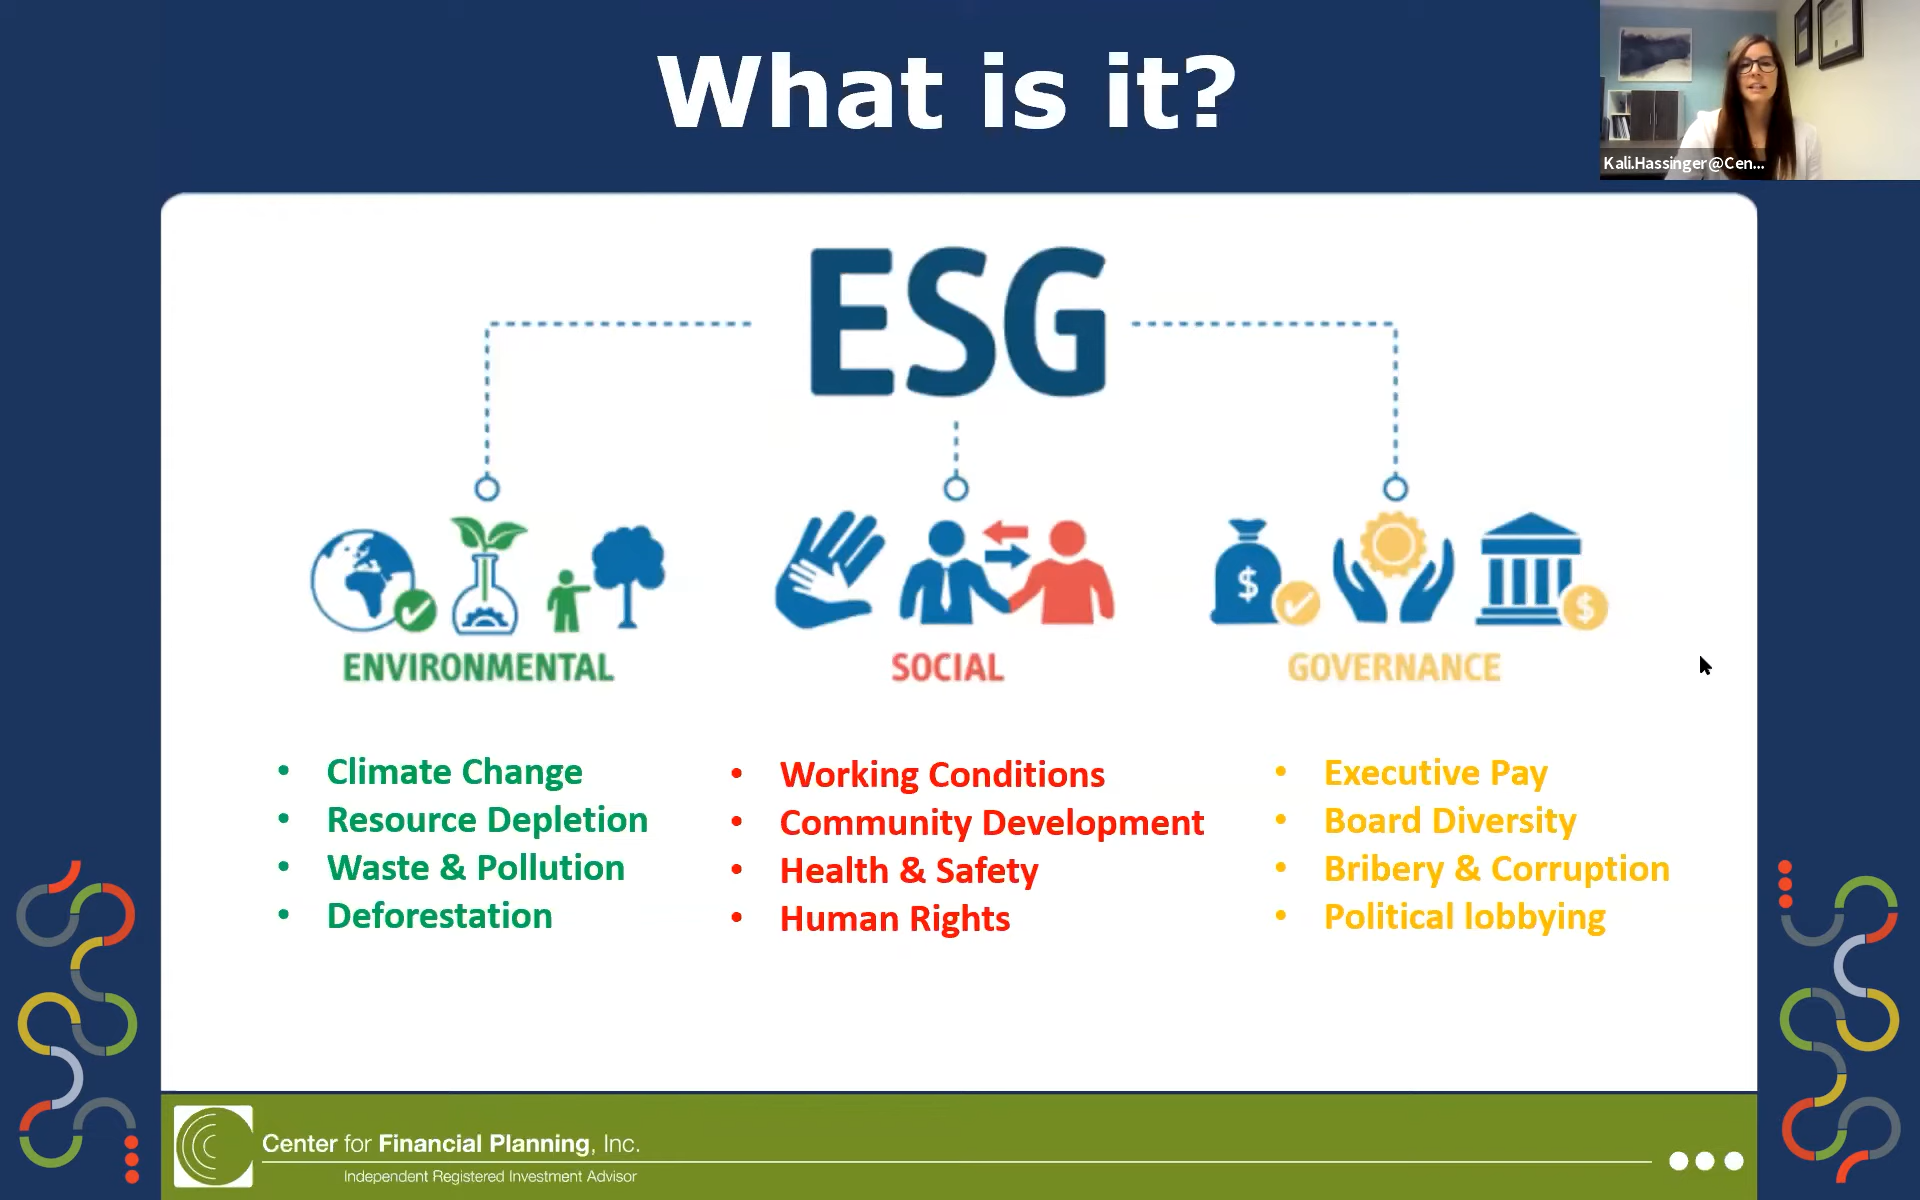 What is it?
Kali.Hassinger@Cen...
ESG
ENVIRONMENTAL
SOCIAL
GOVERNANCE
• Climate Change
• Resource Depletion
• Waste & Pollution
• Deforestation
• Working Conditions
• Community Development
• Health & Safety
• Human Rights
• Executive Pay
• Board Diversity
• Bribery & Corruption
• Political lobbying
Center for Financial Planning, Inc.
Independent Registered Investment Advisor